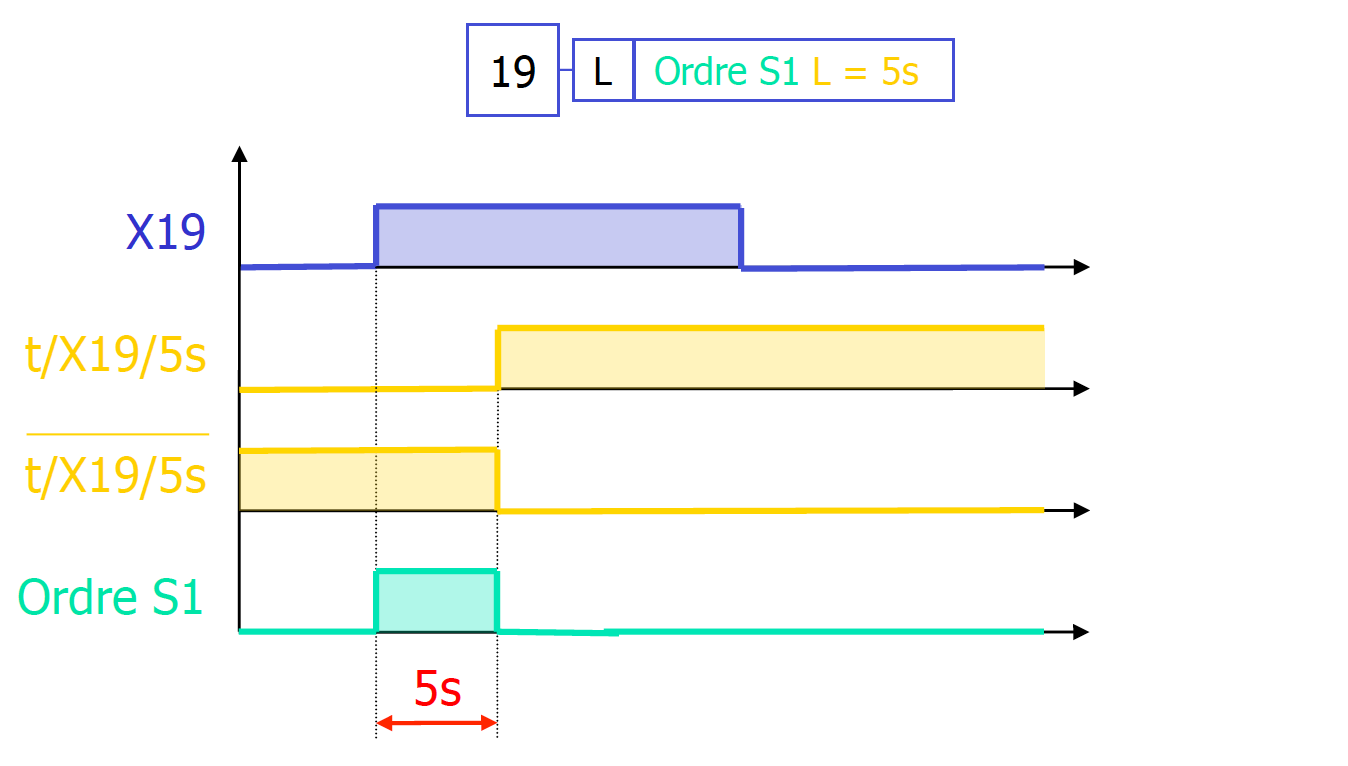 19 L Ordre S1 L = 5s
X19
t/X19/5s
t/X19/5s
Ordre S1
5s